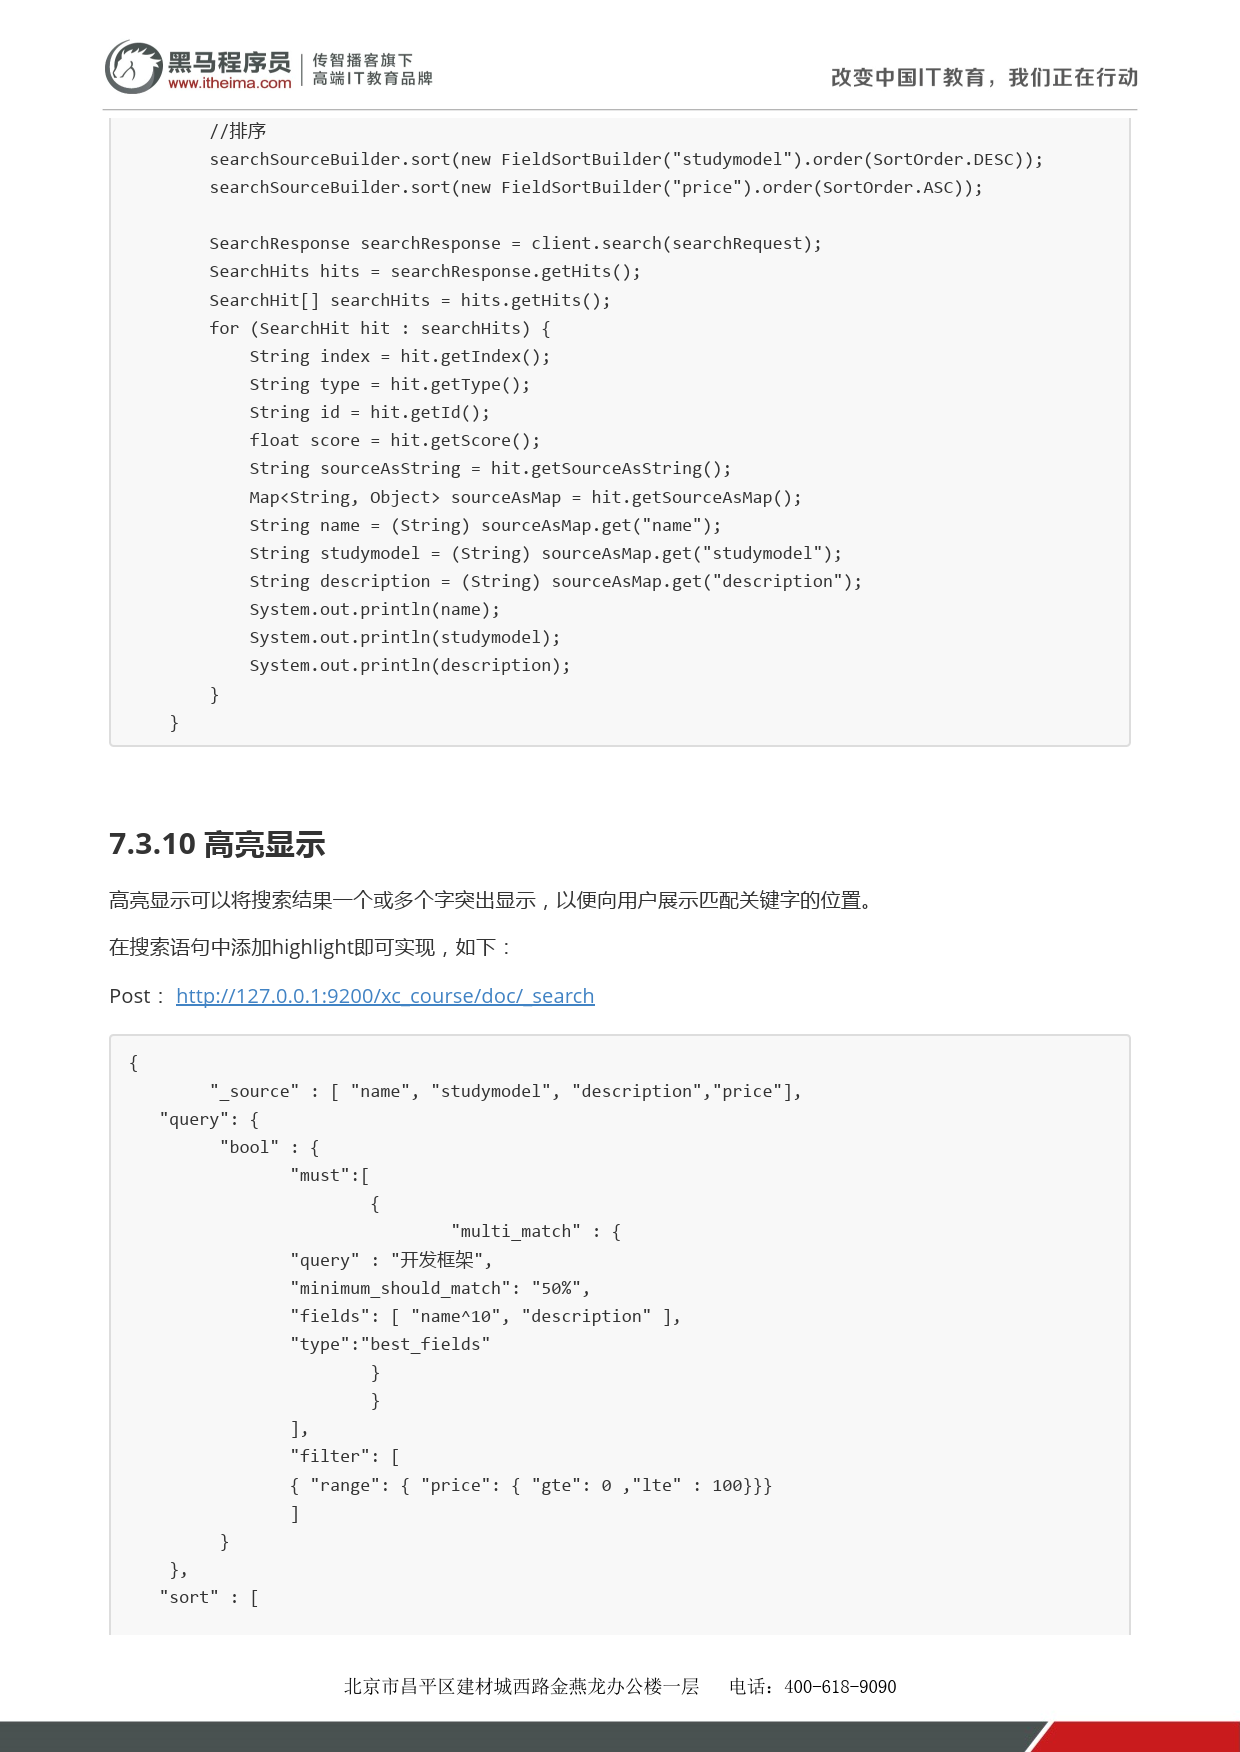 黑马程序员
www.itheima.com
传智播客旗下
高端IT教育品牌
改变中国IT教育，我们正在行动
        //排序
        searchSourceBuilder.sort(new FieldSortBuilder("studymodel").order(SortOrder.DESC));
        searchSourceBuilder.sort(new FieldSortBuilder("price").order(SortOrder.ASC));
        SearchResponse searchResponse = client.search(searchRequest);
        SearchHits hits = searchResponse.getHits();
        SearchHit[] searchHits = hits.getHits();
        for (SearchHit hit : searchHits) {
            String index = hit.getIndex();
            String type = hit.getType();
            String id = hit.getId();
            float score = hit.getScore();
            String sourceAsString = hit.getSourceAsString();
            Map<String, Object> sourceAsMap = hit.getSourceAsMap();
            String name = (String) sourceAsMap.get("name");
            String studymodel = (String) sourceAsMap.get("studymodel");
            String description = (String) sourceAsMap.get("description");
            System.out.println(name);
            System.out.println(studymodel);
            System.out.println(description);
        }
    }
7.3.10 高亮显示
高亮显示可以将搜索结果一个或多个字突出显示，以便向用户展示匹配关键字的位置。
在搜索语句中添加highlight即可实现，如下：
Post： http://127.0.0.1:9200/xc_course/doc/_search
{
        "_source" : [ "name", "studymodel", "description","price"],
   "query": {
         "bool" : {
                "must":[
                        {
                                "multi_match" : {
                "query" : "开发框架",
                "minimum_should_match": "50%",
                "fields": [ "name^10", "description" ],
                "type":"best_fields"
                        }
                        }
                ],
                "filter": [
                { "range": { "price": { "gte": 0 ,"lte" : 100}}}
                ]
         }
    },
   "sort" : [
北京市昌平区建材城西路金燕龙办公楼一层   电话：400-618-9090